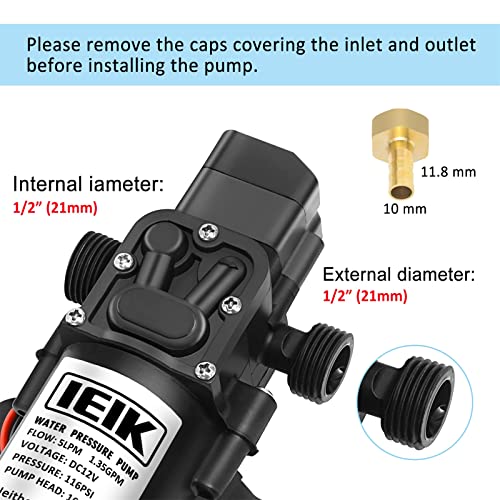 Please remove the caps covering the inlet and outlet
before installing the pump.
11.8 mm
10 mm
Internal iameter:
1/2” (21mm)
External diameter:
1/2” (21mm)
IEIK
WATER PRESSURE PUMP
FLOW: 5LPM 1.35GPM
VOLTAGE: DC12V
PRESSURE: 116PSI
PUMP HEAD: